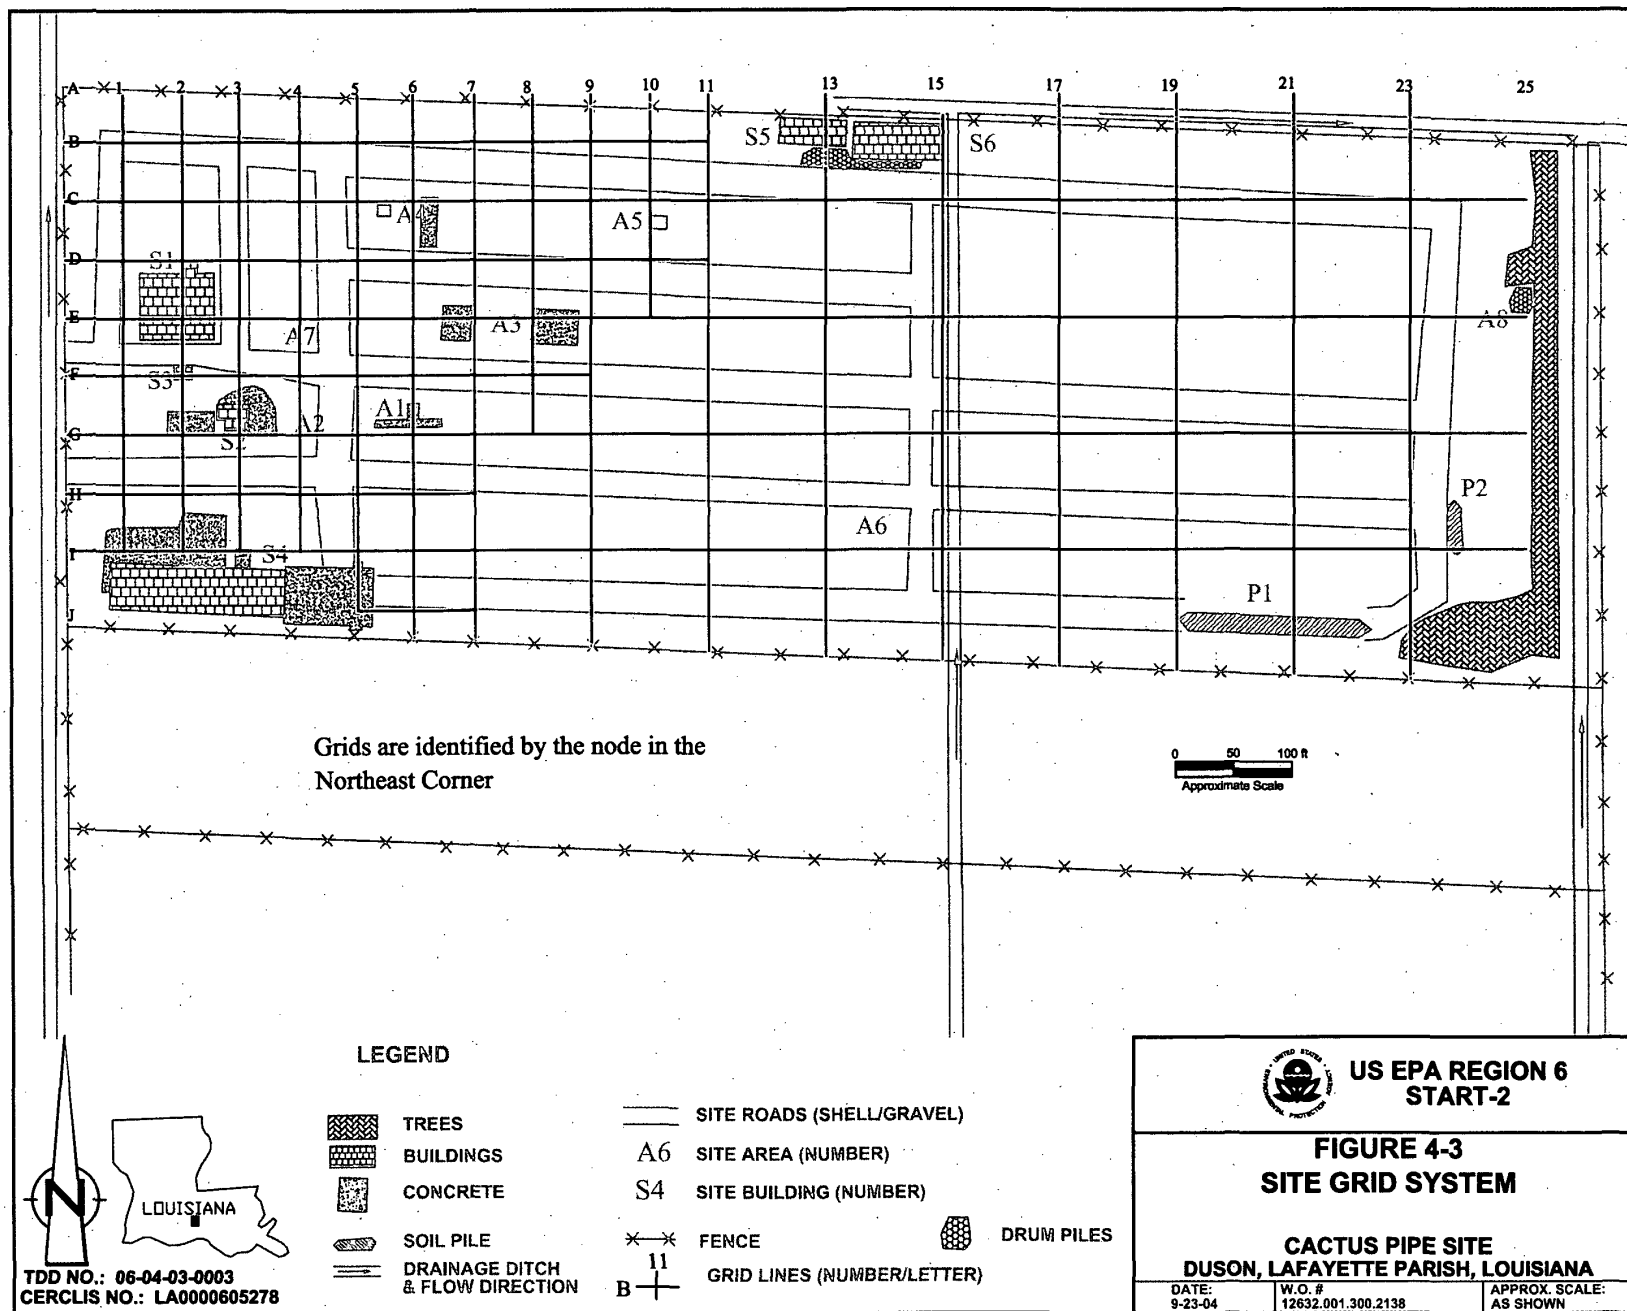 A 1 2 3 4 5 6 7 8 9 10 11 13 15 17 19 21 23 25
B
S5 S6
C
A4 A5
D
S1
E
A7 A3 A8
F
S3
A1
A2
G
S2
P2
H
A6
I
S4
P1
J
Grids are identified by the node in the
Northeast Corner
0 50 100 ft
Approximate Scale
LEGEND
TREES
BUILDINGS
CONCRETE
SOIL PILE
DRAINAGE DITCH
& FLOW DIRECTION
SITE ROADS (SHELL/GRAVEL)
A6 SITE AREA (NUMBER)
S4 SITE BUILDING (NUMBER)
FENCE
11
B GRID LINES (NUMBER/LETTER)
DRUM PILES
N
LOUISIANA
TDD NO.: 06-04-03-0003
CERCLIS NO.: LA0000605278
US EPA REGION 6
START-2
FIGURE 4-3
SITE GRID SYSTEM
CACTUS PIPE SITE
DUSON, LAFAYETTE PARISH, LOUISIANA
DATE:
9-23-04
W.O. #
12632.001.300.2138
APPROX. SCALE:
AS SHOWN